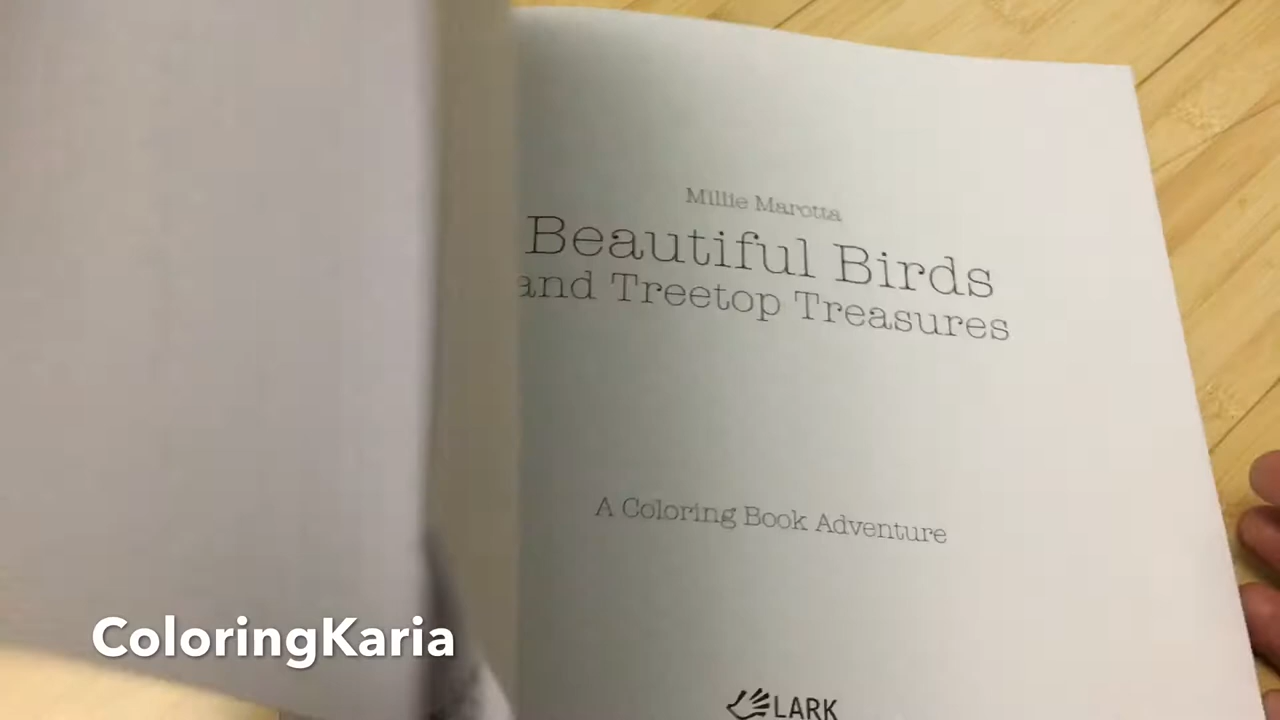 Millie Marotta
Beautiful Birds
and Treetop Treasures
A Coloring Book Adventure
LARK
ColoringKaria